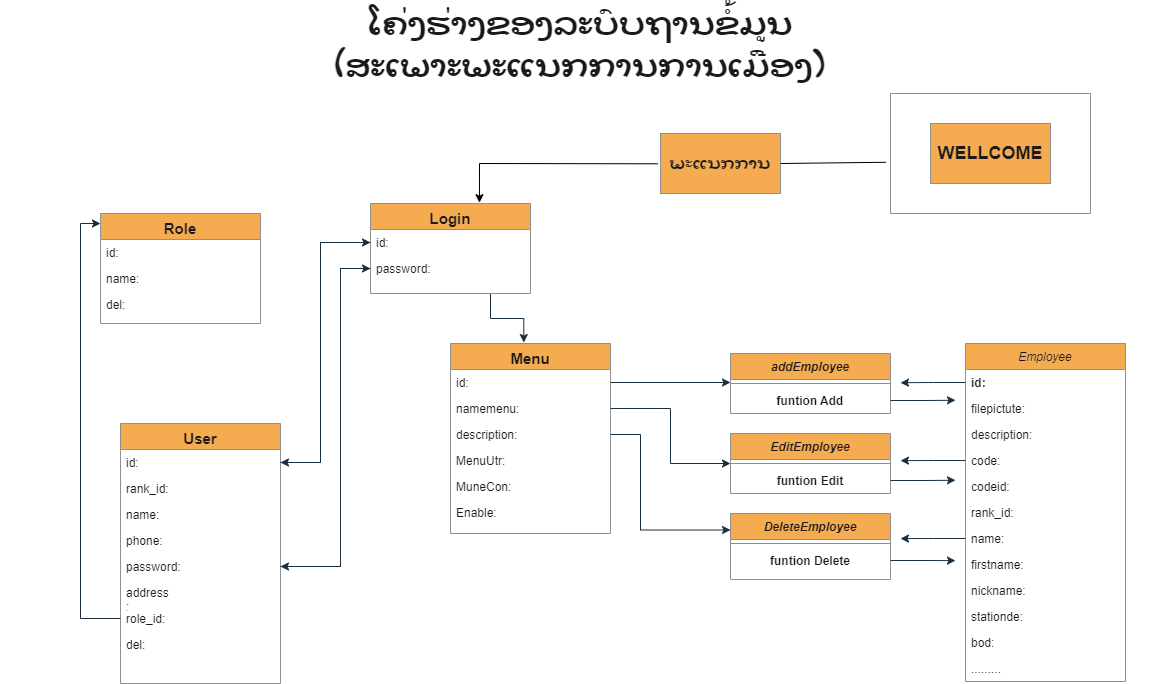 ໂຄ່ງຮ່າງຂອງລະບົບຖານຂໍ້ມູນ
(ສະເພາະພະແນກການການເມືອງ)
WELLCOME
ພະແນກການ
Login
id:
password:
Role
id:
name:
del:
Menu
id:
namemenu:
description:
MenuUtr:
MuneCon:
Enable:
addEmployee
funtion Add
EditEmployee
funtion Edit
DeleteEmployee
funtion Delete
Employee
id:
filepictute:
description:
code:
codeid:
rank_id:
name:
firstname:
nickname:
stationde:
bod:
.........
User
id:
rank_id:
name:
phone:
password:
address
:
role_id:
del: